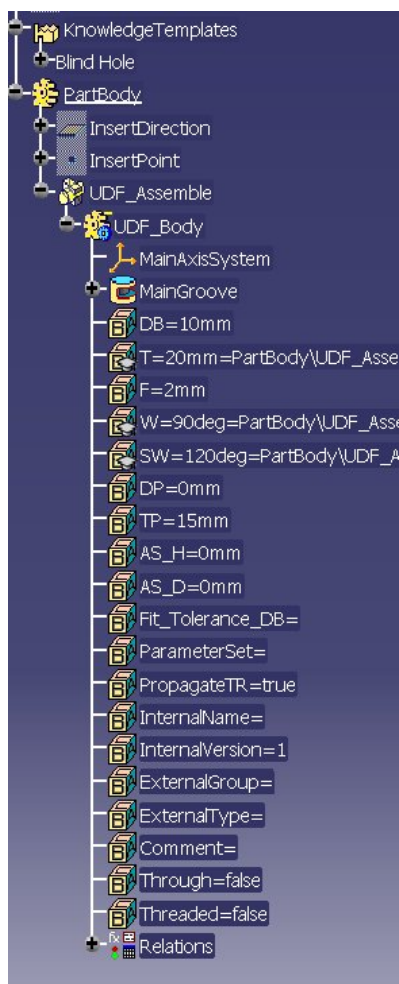 KnowledgeTemplates
Blind Hole
PartBody
InsertDirection
InsertPoint
UDF_Assemble
UDF_Body
MainAxisSystem
MainGroove
DB=10mm
T=20mm=PartBody\UDF_Asse
F=2mm
W=90deg=PartBody\UDF_Asse
SW=120deg=PartBody\UDF_A
DP=0mm
TP=15mm
AS_H=0mm
AS_D=0mm
Fit_Tolerance_DB=
ParameterSet=
PropagateTR=true
InternalName=
InternalVersion=1
ExternalGroup=
ExternalType=
Comment=
Through=false
Threaded=false
Relations